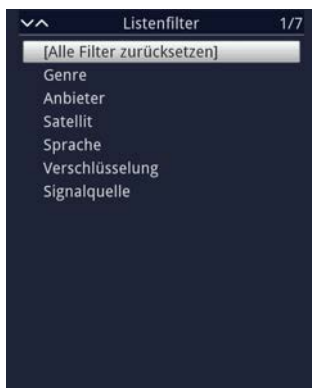 Listenfilter 1/7
[Alle Filter zurücksetzen]
Genre
Anbieter
Satellit
Sprache
Verschlüsselung
Signalquelle